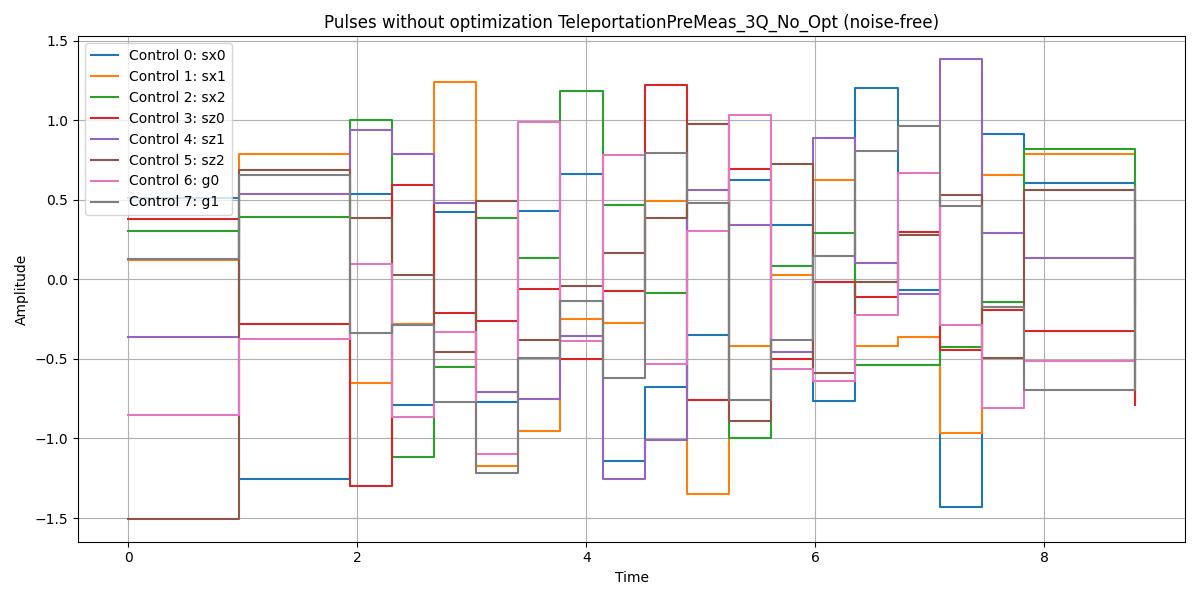 Pulses without optimization TeleportationPreMeas_3Q_No_Opt (noise-free)
1.5
1.0
0.5
0.0
−0.5
−1.0
−1.5
Amplitude
Control 0: sx0
Control 1: sx1
Control 2: sx2
Control 3: sz0
Control 4: sz1
Control 5: sz2
Control 6: g0
Control 7: g1
0
2
4
6
8
Time